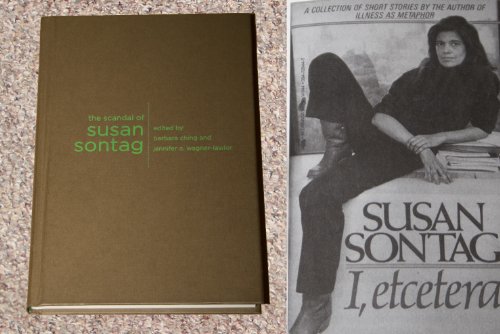 the scandal of
susan
sontag
edited by
barbara ching and
jennifer a. wagner-lawlor
A COLLECTION OF SHORT STORIES BY THE AUTHOR OF
ILLNESS AS METAPHOR
SUSAN
SONTAG
I, etcetera